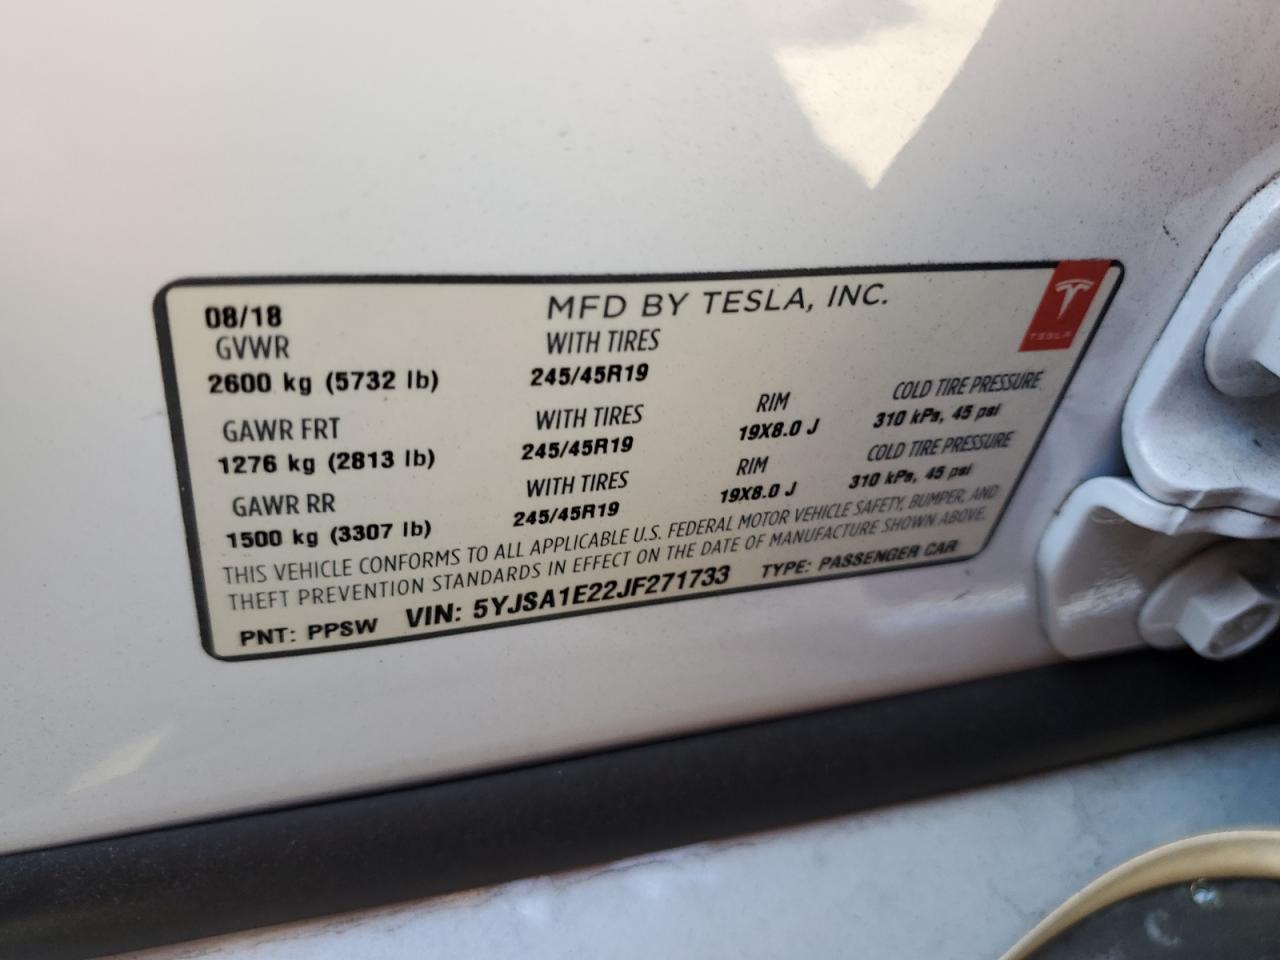 08/18 MFD BY TESLA, INC.
TESLA
GVWR WITH TIRES
2600 kg (5732 lb) 245/45R19
GAWR FRT WITH TIRES RIM COLD TIRE PRESSURE
1276 kg (2813 lb) 245/45R19 19X8.0 J 310 kPs, 45 psi
GAWR RR WITH TIRES RIM COLD TIRE PRESSURE
1500 kg (3307 lb) 245/45R19 19X8.0 J 310 kPs, 45 psi
THIS VEHICLE CONFORMS TO ALL APPLICABLE U.S. FEDERAL MOTOR VEHICLE SAFETY, BUMPER, AND
THEFT PREVENTION STANDARDS IN EFFECT ON THE DATE OF MANUFACTURE SHOWN ABOVE.
PNT: PPSW VIN: 5YJSA1E22JF271733 TYPE: PASSENGER CAR